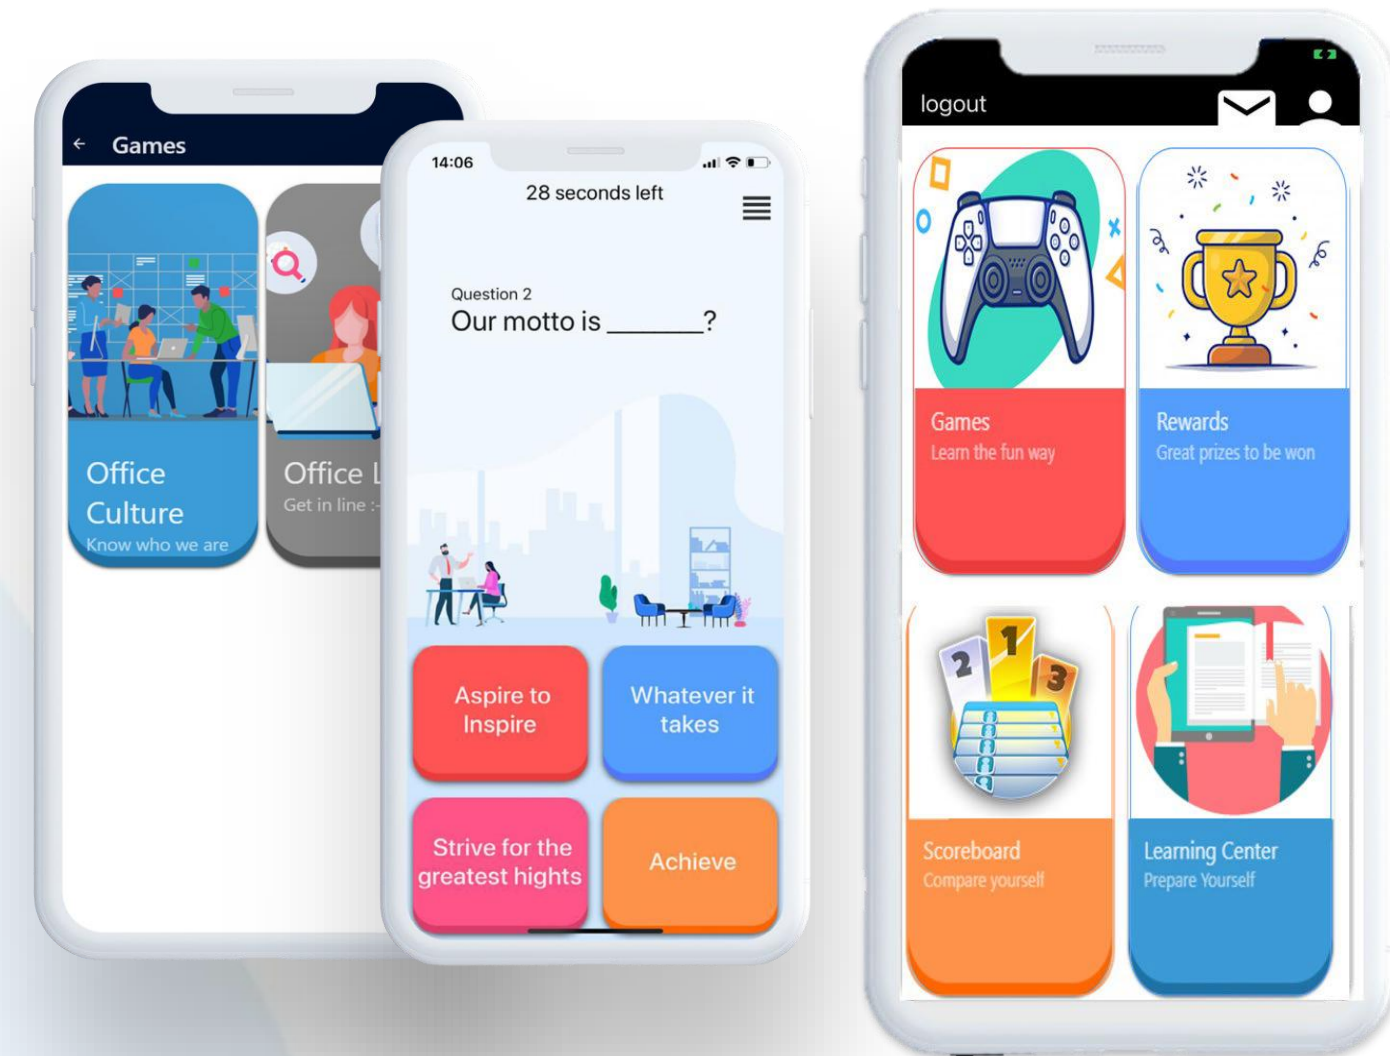 Games
Office
Culture
Know who we are
Office
Get in line :-
14:06
28 seconds left
Question 2
Our motto is _______?
Aspire to
Inspire
Whatever it
takes
Strive for the
greatest hights
Achieve
logout
Games
Learn the fun way
Rewards
Great prizes to be won
2
1
3
Scoreboard
Compare yourself
Learning Center
Prepare Yourself